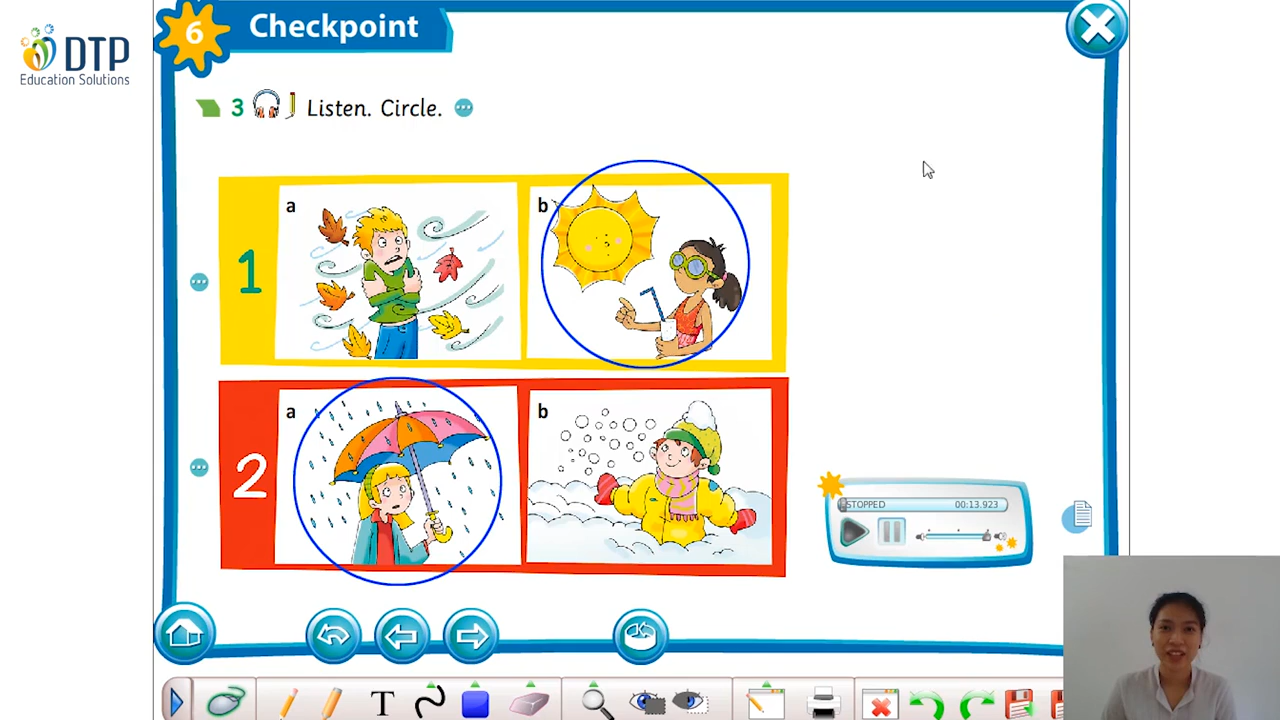 DTP
Education Solutions
6 Checkpoint
3 Listen. Circle.
1
a
b
2
a
b
STOPPED 00:13.923
T